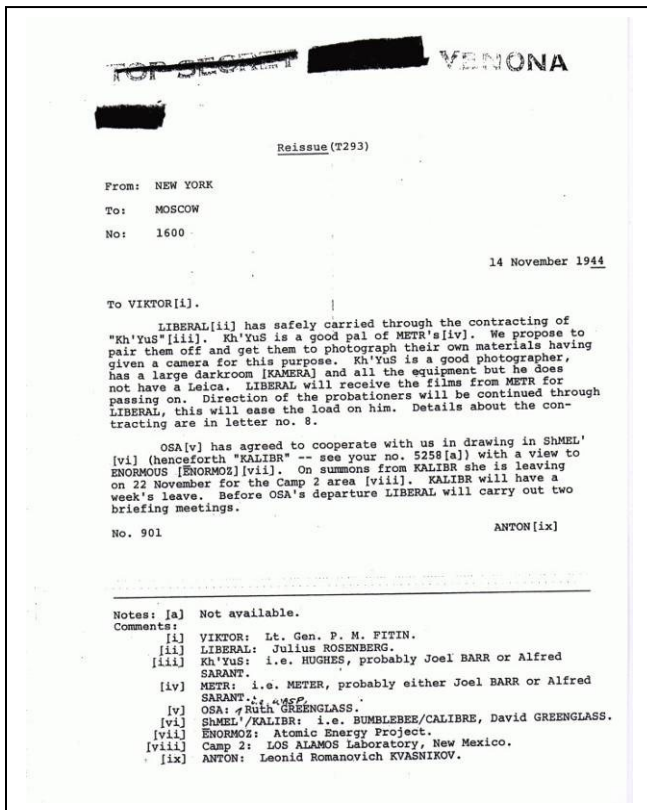 TOP SECRET VENONA
Reissue(T293)
From: NEW YORK
To: MOSCOW
No: 1600
14 November 1944
To VIKTOR[i].
LIBERAL[ii] has safely carried through the contracting of
"Kh'YuS"[iii]. Kh'YuS is a good pal of METR's[iv]. We propose to
pair them off and get them to photograph their own materials having
given a camera for this purpose. Kh'YuS is a good photographer,
has a large darkroom [KAMERA] and all the equipment but he does
not have a Leica. LIBERAL will receive the films from METR for
passing on. Direction of the probationers will be continued through
LIBERAL, this will ease the load on him. Details about the con-
tracting are in letter no. 8.
OSA[v] has agreed to cooperate with us in drawing in ShMEL'
[vi] (henceforth "KALIBR" -- see your no. 5258[a]) with a view to
ENORMOUS [ENORMOZ][vii]. On summons from KALIBR she is leaving
on 22 November for the Camp 2 area [viii]. KALIBR will have a
week's leave. Before OSA's departure LIBERAL will carry out two
briefing meetings.
No. 901 ANTON[ix]
Notes: [a] Not available.
Comments:
[i] VIKTOR: Lt. Gen. P. M. FITIN.
[ii] LIBERAL: Julius ROSENBERG.
[iii] Kh'YuS: i.e. HUGHES, probably Joel BARR or Alfred
SARANT.
[iv] METR: i.e. METER, probably either Joel BARR or Alfred
SARANT.
i.e. WASP,
[v] OSA: Ruth GREENGLASS.
[vi] ShMEL'/KALIBR: i.e. BUMBLEBEE/CALIBRE, David GREENGLASS.
[vii] ENORMOZ: Atomic Energy Project.
[viii] Camp 2: LOS ALAMOS Laboratory, New Mexico.
[ix] ANTON: Leonid Romanovich KVASNIKOV.